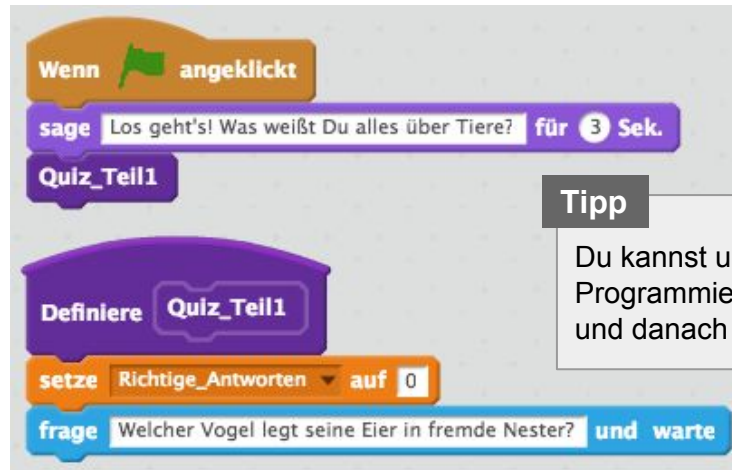 Wenn angeklickt
sage Los geht's! Was weißt Du alles über Tiere? für 3 Sek.
Quiz_Teil1
Tipp
Du kannst
Programmie
und danach
Definiere Quiz_Teil1
setze Richtige_Antworten auf 0
frage Welcher Vogel legt seine Eier in fremde Nester? und warte